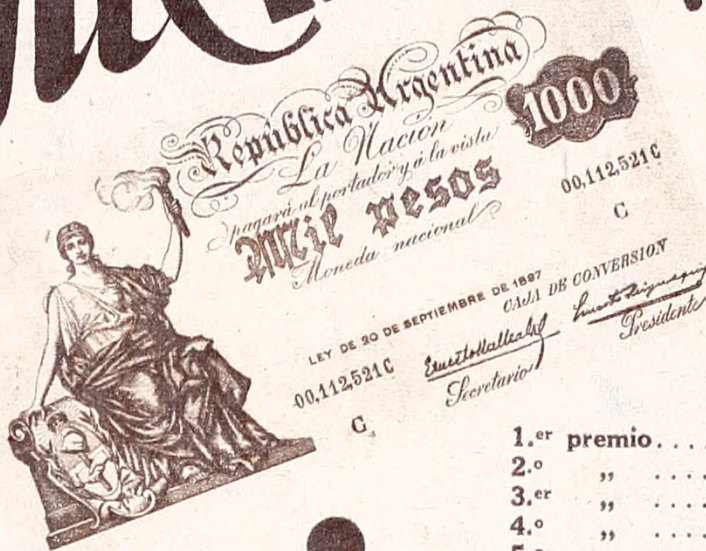 República Argentina
1000
La Nación
pagará al portador y á la vista
Mil pesos
Moneda nacional
00,112,521 C
C
LEY DE 20 DE SEPTIEMBRE DE 1897
CAJA DE CONVERSION
00,112,521 C
C
Secretario
Presidente
1.er premio....
2.o „ ....
3.er „ ....
4.o „ ....